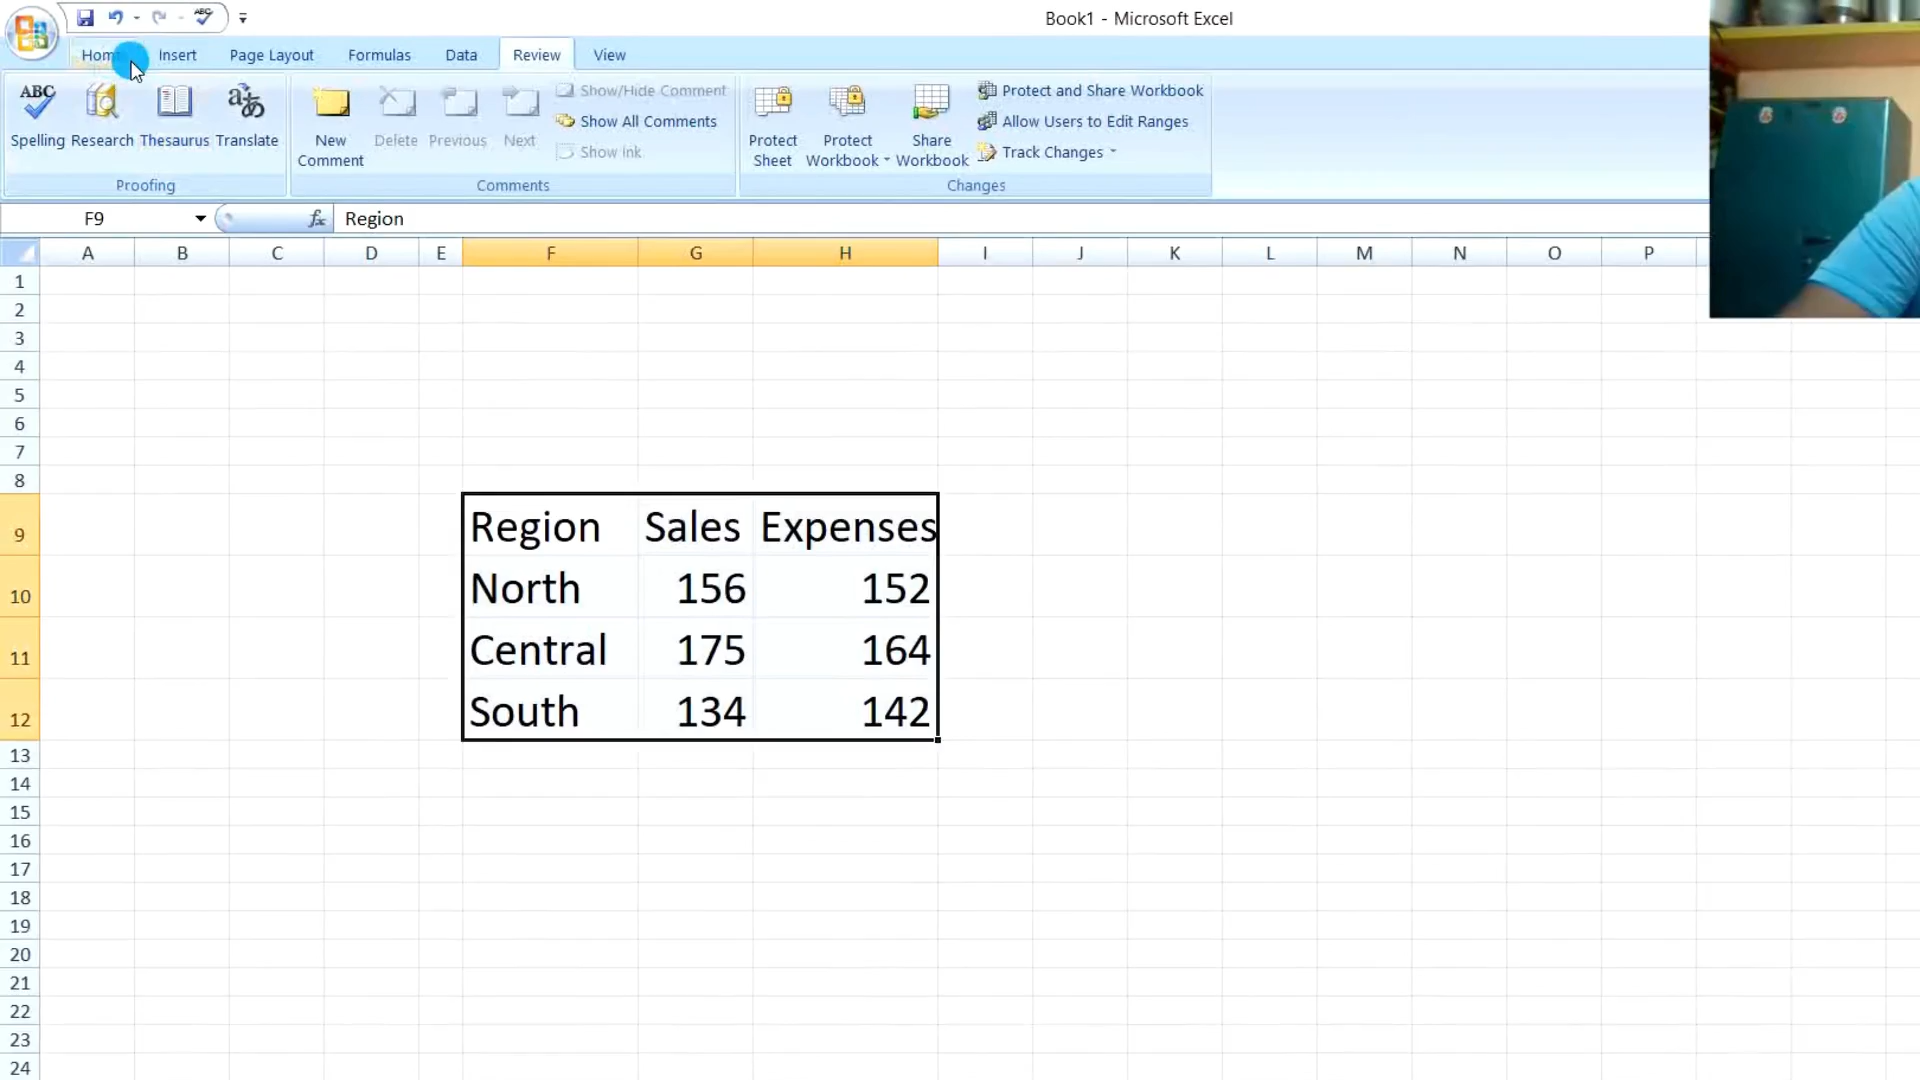 Book1 - Microsoft Excel
Home Insert Page Layout Formulas Data Review View
ABC Spelling Research Thesaurus Translate
Proofing
New Comment Delete Previous Next
Show/Hide Comment
Show All Comments
Show Ink
Comments
Protect Sheet Protect Workbook Share Workbook
Protect and Share Workbook
Allow Users to Edit Ranges
Track Changes
Changes
F9 fx Region
A B C D E F G H I J K L M N O P
1
2
3
4
5
6
7
8
9 Region Sales Expenses
10 North 156 152
11 Central 175 164
12 South 134 142
13
14
15
16
17
18
19
20
21
22
23
24